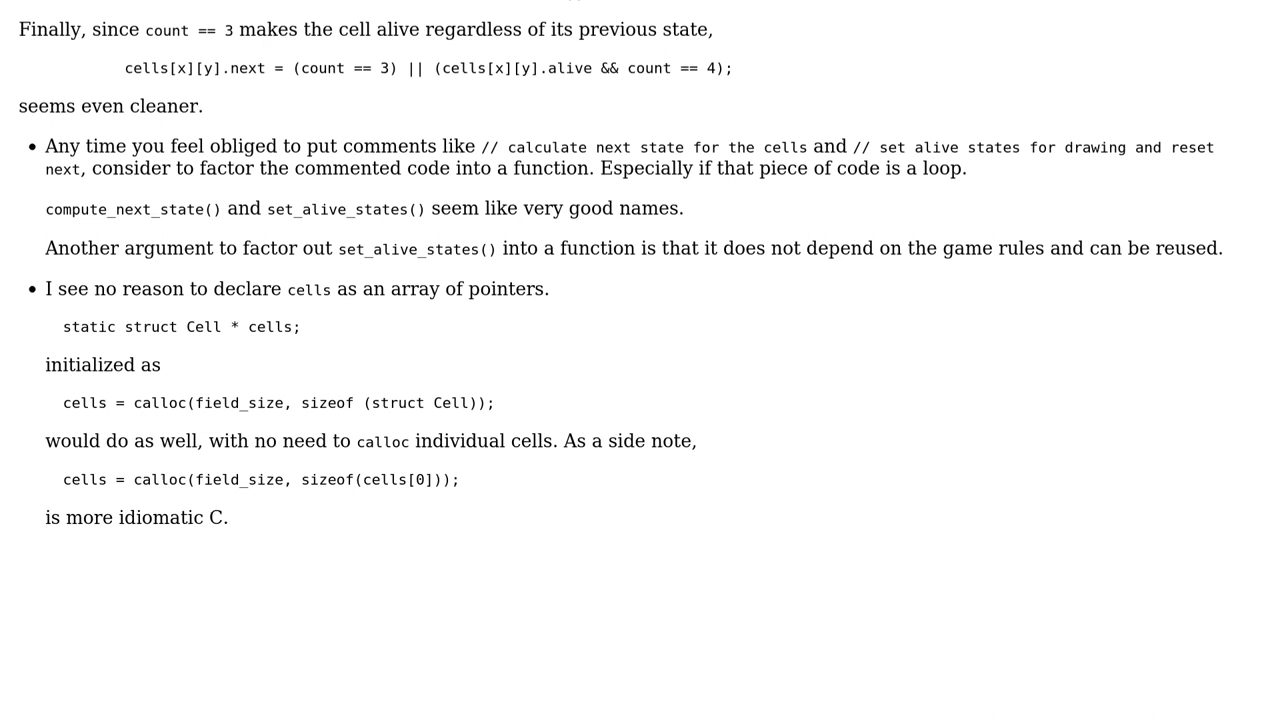 Finally, since count == 3 makes the cell alive regardless of its previous state,
cells[x][y].next = (count == 3) || (cells[x][y].alive && count == 4);
seems even cleaner.
• Any time you feel obliged to put comments like // calculate next state for the cells and // set alive states for drawing and reset
next, consider to factor the commented code into a function. Especially if that piece of code is a loop.
compute_next_state() and set_alive_states() seem like very good names.
Another argument to factor out set_alive_states() into a function is that it does not depend on the game rules and can be reused.
• I see no reason to declare cells as an array of pointers.
static struct Cell * cells;
initialized as
cells = calloc(field_size, sizeof (struct Cell));
would do as well, with no need to calloc individual cells. As a side note,
cells = calloc(field_size, sizeof(cells[0]));
is more idiomatic C.